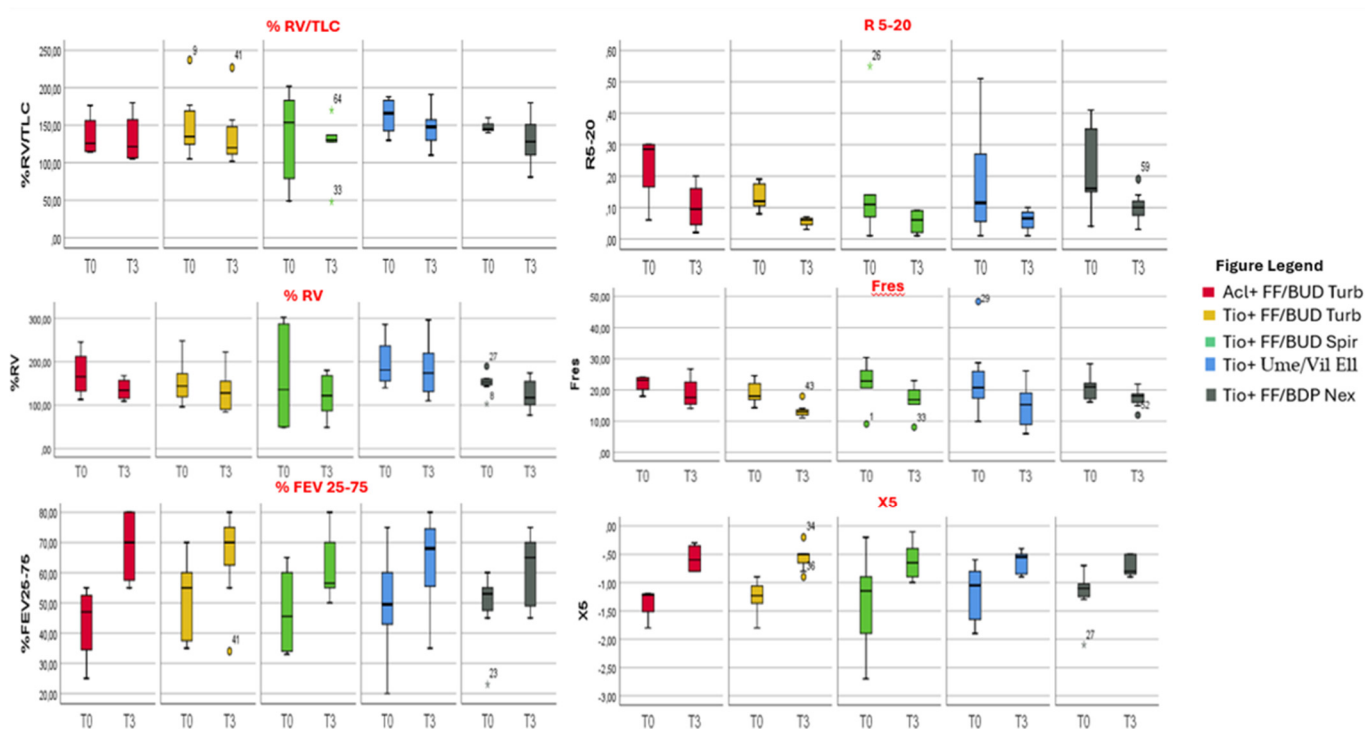 % RV/TLC
%RV/TLC
250,00
200,00
150,00
100,00
50,00
,00
9
41
64
33
T0 T3 T0 T3 T0 T3 T0 T3 T0 T3
R 5-20
R5-20
,60
,50
,40
,30
,20
,10
,00
26
59
T0 T3 T0 T3 T0 T3 T0 T3 T0 T3
% RV
%RV
300,00
200,00
100,00
,00
27
8
T0 T3 T0 T3 T0 T3 T0 T3 T0 T3
Fres
Fres
50,00
40,00
30,00
20,00
10,00
,00
43
1
33
29
52
T0 T3 T0 T3 T0 T3 T0 T3 T0 T3
% FEV 25-75
%FEV25-75
80,00
70,00
60,00
50,00
40,00
30,00
20,00
41
23
T0 T3 T0 T3 T0 T3 T0 T3 T0 T3
X5
X5
,00
-,50
-1,00
-1,50
-2,00
-2,50
-3,00
34
36
27
T0 T3 T0 T3 T0 T3 T0 T3 T0 T3
Figure Legend
Acl+ FF/BUD Turb
Tio+ FF/BUD Turb
Tio+ FF/BUD Spir
Tio+ Ume/Vil Ell
Tio+ FF/BDP Nex